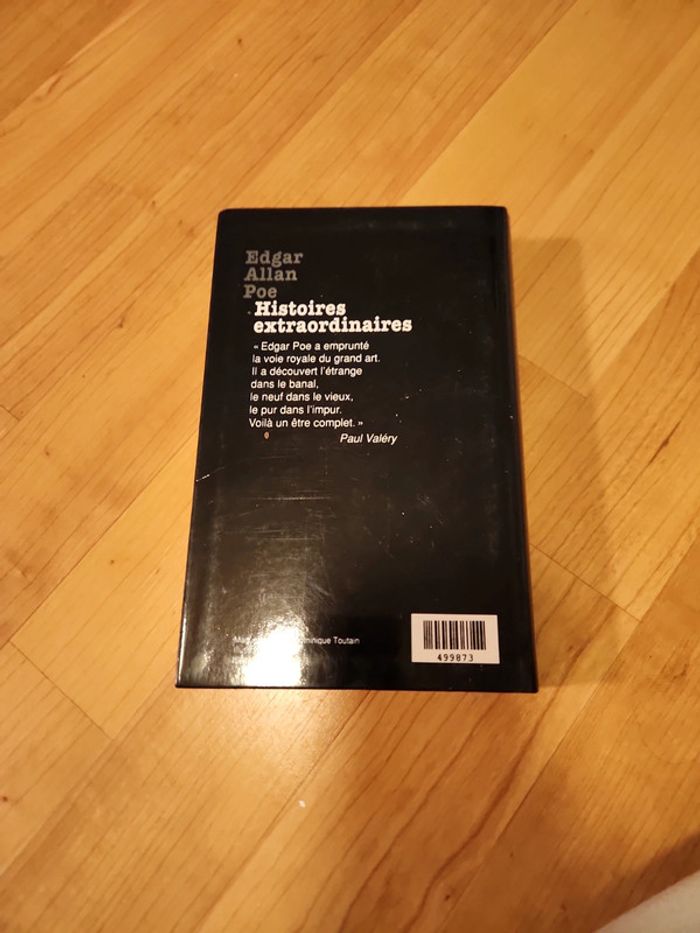 Edgar
Allan
Poe
Histoires
extraordinaires
« Edgar Poe a emprunté
la voie royale du grand art.
Il a découvert l'étrange
dans le banal,
le neuf dans le vieux,
le pur dans l'impur.
Voilà un être complet. »
Paul Valéry
Toutain
499873